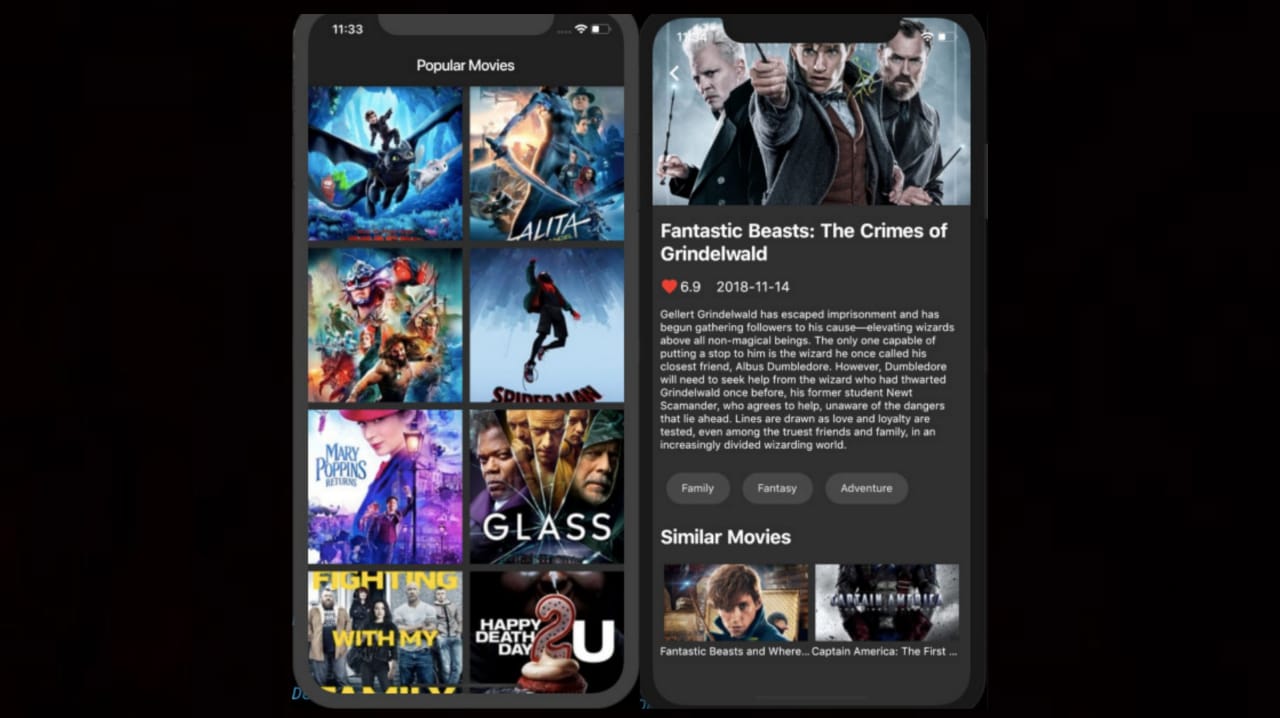 11:33
Popular Movies
ALITA
SPIDER-MAN
MARY
POPPINS
RETURNS
GLASS
FIGHTING
WITH MY
FAMILY
HAPPY
DEATH
DAY
2U
Fantastic Beasts: The Crimes of
Grindelwald
6.9 2018-11-14
Gellert Grindelwald has escaped imprisonment and has
begun gathering followers to his cause—elevating wizards
above all non-magical beings. The only one capable of
putting a stop to him is the wizard he once called his
closest friend, Albus Dumbledore. However, Dumbledore
will need to seek help from the wizard who had thwarted
Grindelwald once before, his former student Newt
Scamander, who agrees to help, unaware of the dangers
that lie ahead. Lines are drawn as love and loyalty are
tested, even among the truest friends and family, in an
increasingly divided wizarding world.
Family Fantasy Adventure
Similar Movies
CAPTAIN AMERICA
Fantastic Beasts and Where... Captain America: The First ...